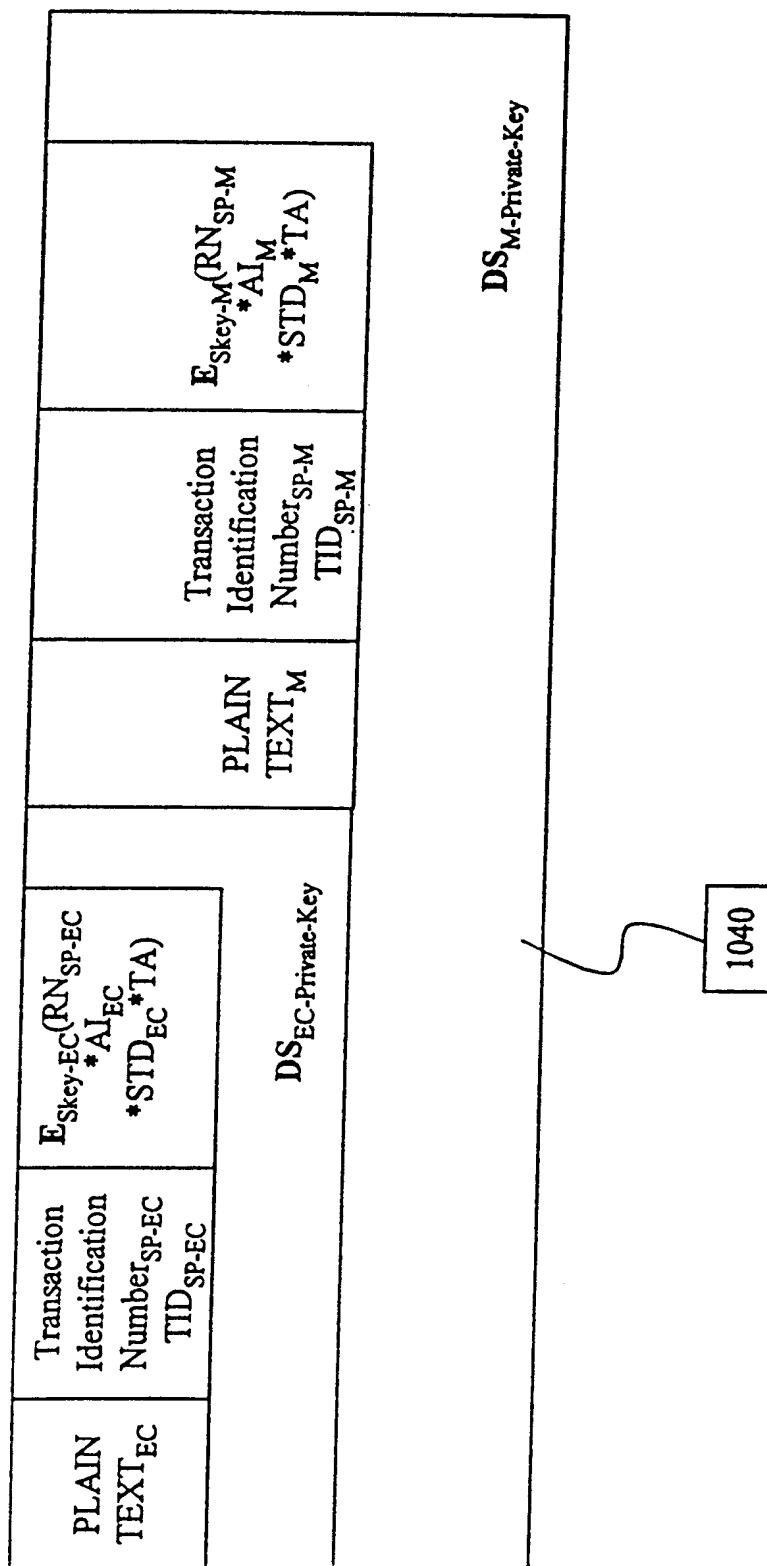 PLAIN
TEXT_EC
Transaction
Identification
Number_SP-EC
TID_SP-EC
E_Skey-EC(RN_SP-EC
*AI_EC
*STD_EC*TA)
DS_EC-Private-Key
PLAIN
TEXT_M
Transaction
Identification
Number_SP-M
TID_SP-M
E_Skey-M(RN_SP-M
*AI_M
*STD_M*TA)
DS_M-Private-Key
1040